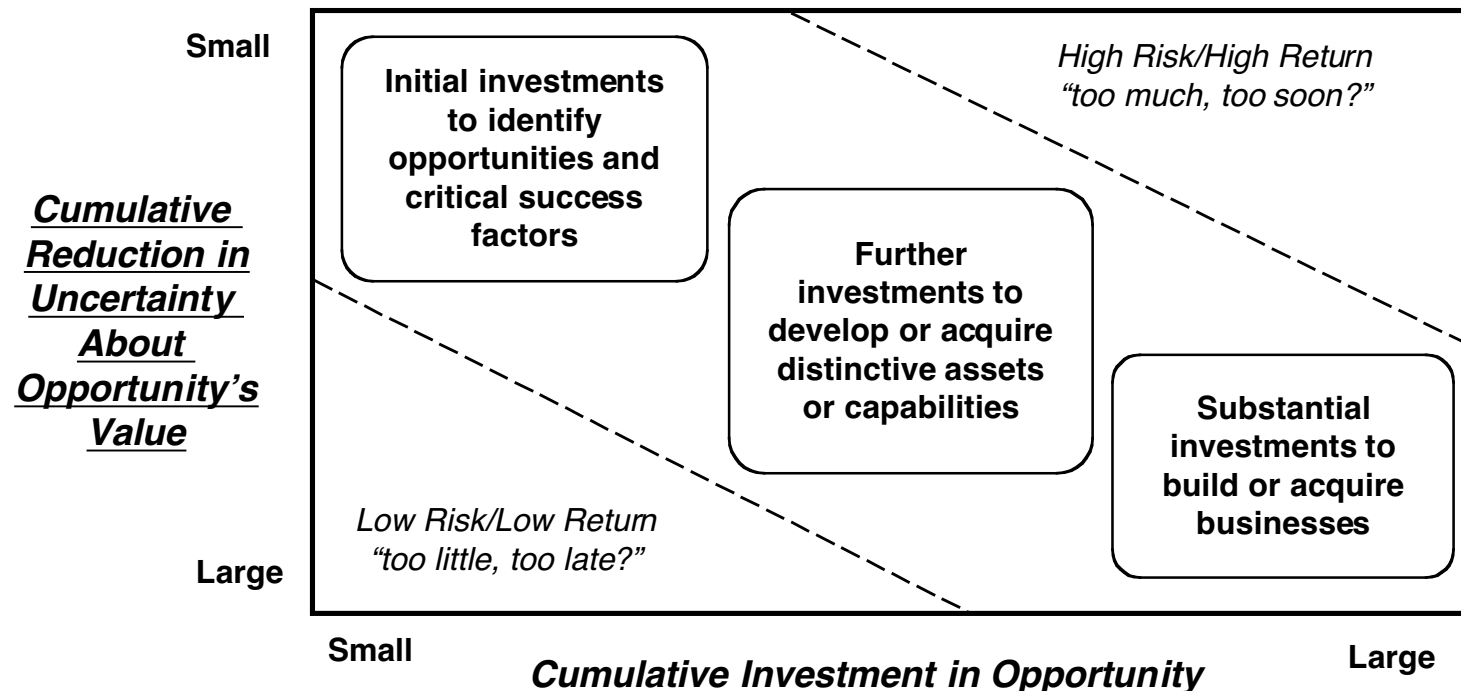 Small
Initial investments
to identify
opportunities and
critical success
factors
High Risk/High Return
“too much, too soon?”
Cumulative
Reduction in
Uncertainty
About
Opportunity’s
Value
Further
investments to
develop or acquire
distinctive assets
or capabilities
Substantial
investments to
build or acquire
businesses
Low Risk/Low Return
“too little, too late?”
Large
Small
Cumulative Investment in Opportunity
Large